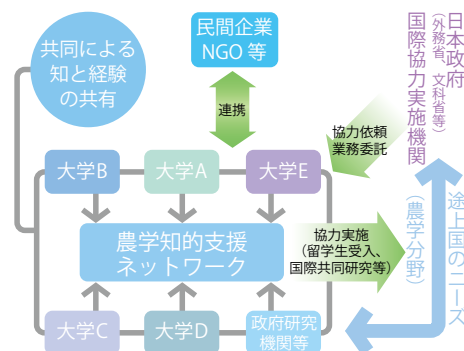 共同による
知と経験
の共有
民間企業
NGO 等
連携
日本政府
（外務省、文科省等）
国際協力実施機関
協力依頼
業務委託
大学B
大学A
大学E
農学知的支援
ネットワーク
協力実施
（留学生受入、
国際共同研究等）
途上国のニーズ
（農学分野）
大学C
大学D
政府研究
機関等